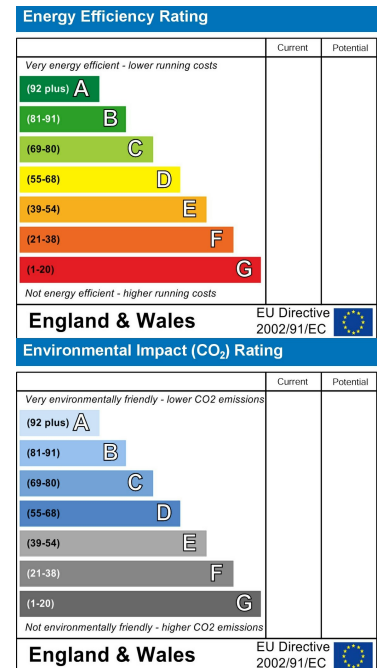 Energy Efficiency Rating
Current Potential
Very energy efficient - lower running costs
(92 plus) A
(81-91) B
(69-80) C
(55-68) D
(39-54) E
(21-38) F
(1-20) G
Not energy efficient - higher running costs
England & Wales
EU Directive
2002/91/EC
Environmental Impact (CO₂) Rating
Current Potential
Very environmentally friendly - lower CO2 emissions
(92 plus) A
(81-91) B
(69-80) C
(55-68) D
(39-54) E
(21-38) F
(1-20) G
Not environmentally friendly - higher CO2 emissions
England & Wales
EU Directive
2002/91/EC